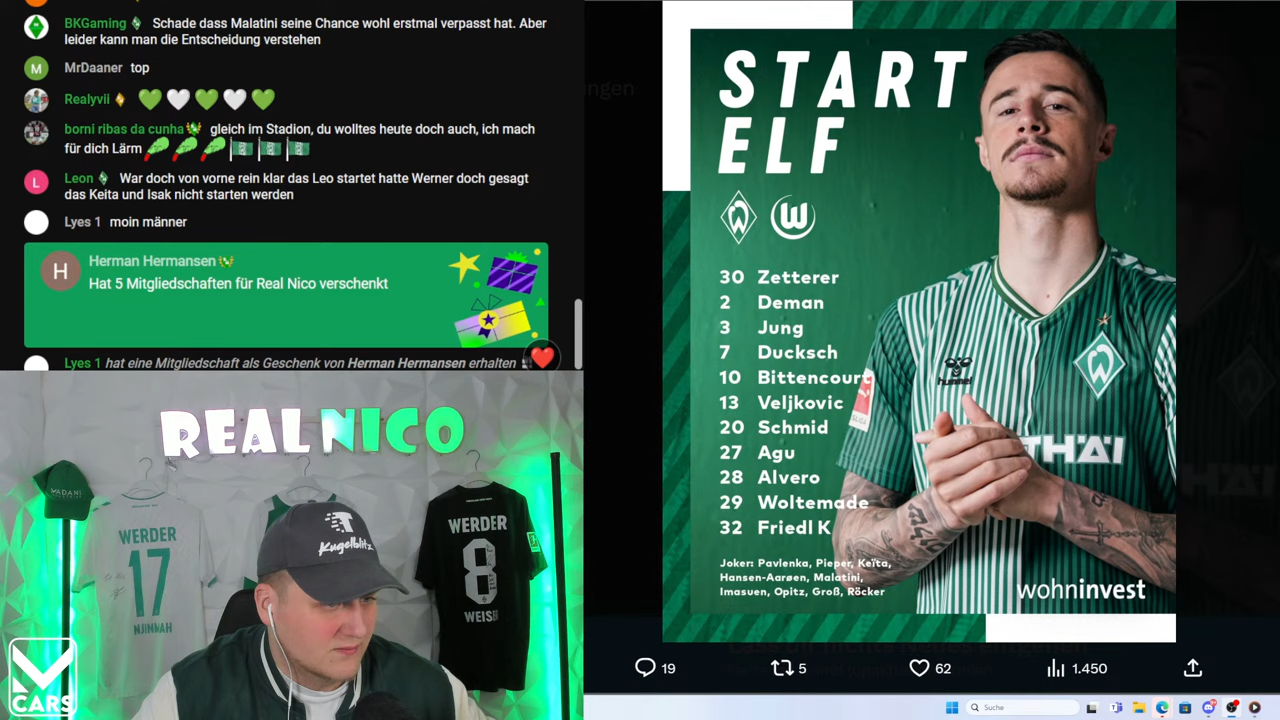 BKGaming Schade dass Malatini seine Chance wohl erstmal verpasst hat. Aber
leider kann man die Entscheidung verstehen
M MrDaaner top
Realyvii
borni ribas da cunha gleich im Stadion, du wolltes heute doch auch, ich mach
für dich Lärm
L Leon War doch von vorne rein klar das Leo startet hatte Werner doch gesagt
das Keita und Isak nicht starten werden
Lyes 1 moin männer
H Herman Hermansen
Hat 5 Mitgliedschaften für Real Nico verschenkt
Lyes 1 hat eine Mitgliedschaft als Geschenk von Herman Hermansen erhalten
REAL NICO
VADANI
WERDER
17
NJINMAH
Kugelblitz
WERDER
8
WEISER
CARS
START
ELF
W
W
30 Zetterer
2 Deman
3 Jung
7 Ducksch
10 Bittencourt
13 Veljkovic
20 Schmid
27 Agu
28 Alvero
29 Woltemade
32 Friedl K
Joker: Pavlenka, Pieper, Keïta,
Hansen-Aarøen, Malatini,
Imasuen, Opitz, Groß, Röcker
hummel
THÄI
wohninvest
19
5
62
1.450
Suche